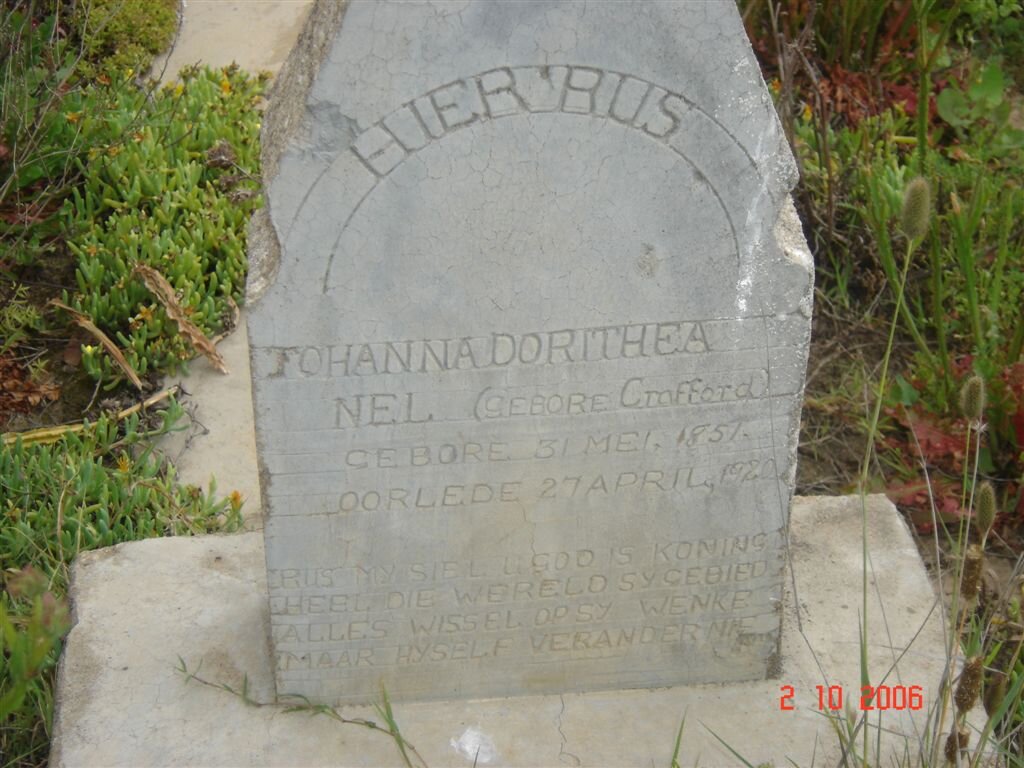 HIER RUS
JOHANNA DORITHEA
NEL (GEBORE Crafford)
GEBORE 31 MEI, 1851.
OORLEDE 27 APRIL, 1920
RUS MY SIEL U GOD IS KONING
HEEL DIE WERELD SY GEBIED
ALLES WISSEL OP SY WENKE
MAAR HYSELF VERANDER NIE
2 10 2006